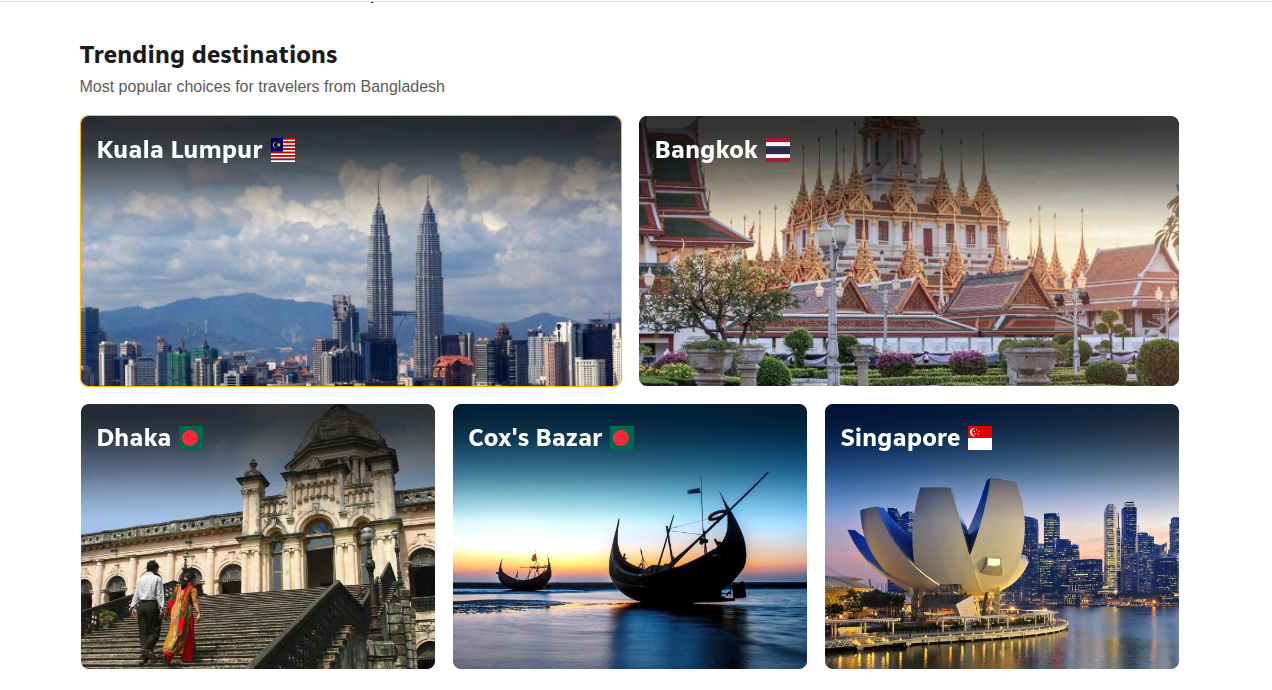 Trending destinations
Most popular choices for travelers from Bangladesh
Kuala Lumpur
Bangkok
Dhaka
Cox's Bazar
Singapore